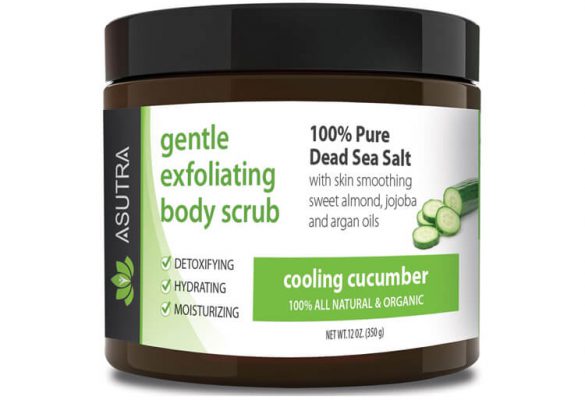 ASUTRA
gentle
exfoliating
body scrub
✓ DETOXIFYING
✓ HYDRATING
✓ MOISTURIZING
100% Pure
Dead Sea Salt
with skin smoothing
sweet almond, jojoba
and argan oils
cooling cucumber
100% ALL NATURAL & ORGANIC
NET WT.12 OZ. (350 g)